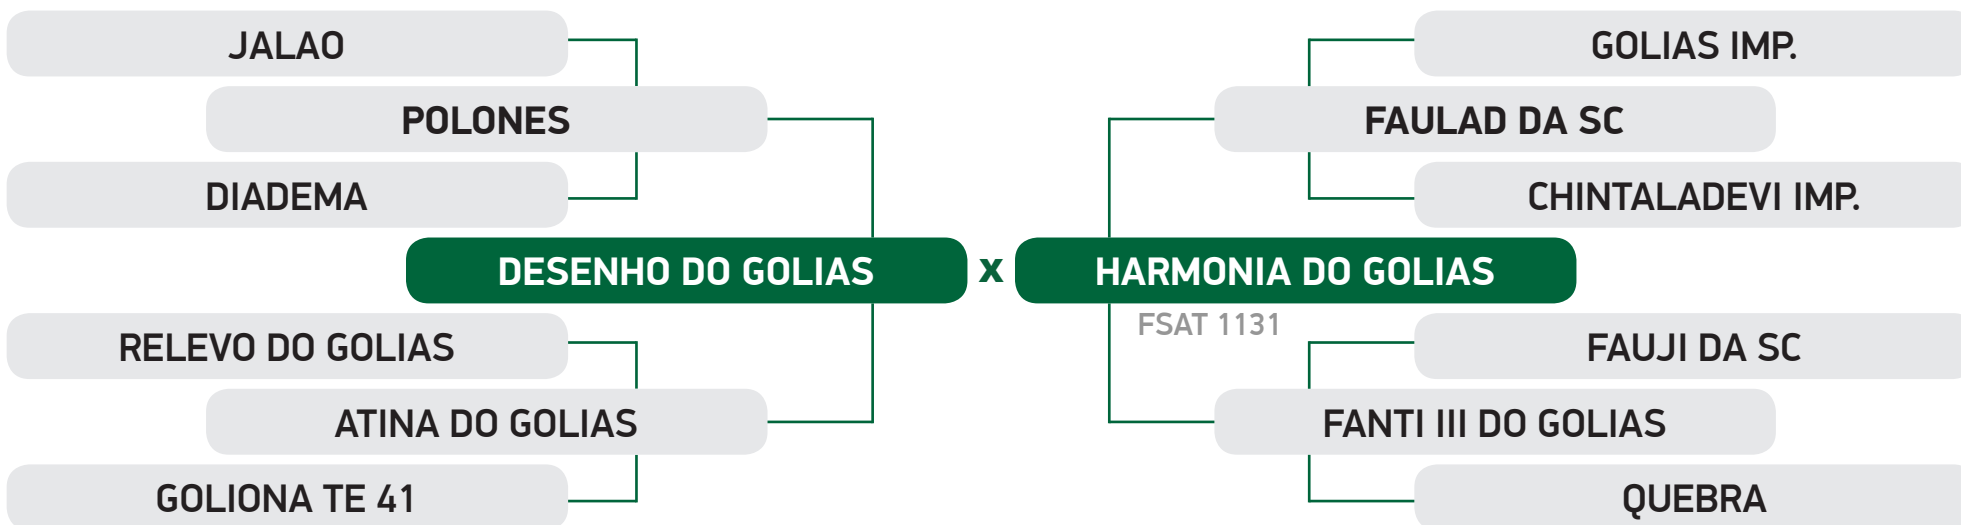 JALAO
GOLIAS IMP.
POLONES
FAULAD DA SC
DIADEMA
CHINTALADEVI IMP.
DESENHO DO GOLIAS x HARMONIA DO GOLIAS
FSAT 1131
RELEVO DO GOLIAS
FAUJI DA SC
ATINA DO GOLIAS
FANTI III DO GOLIAS
GOLIONA TE 41
QUEBRA